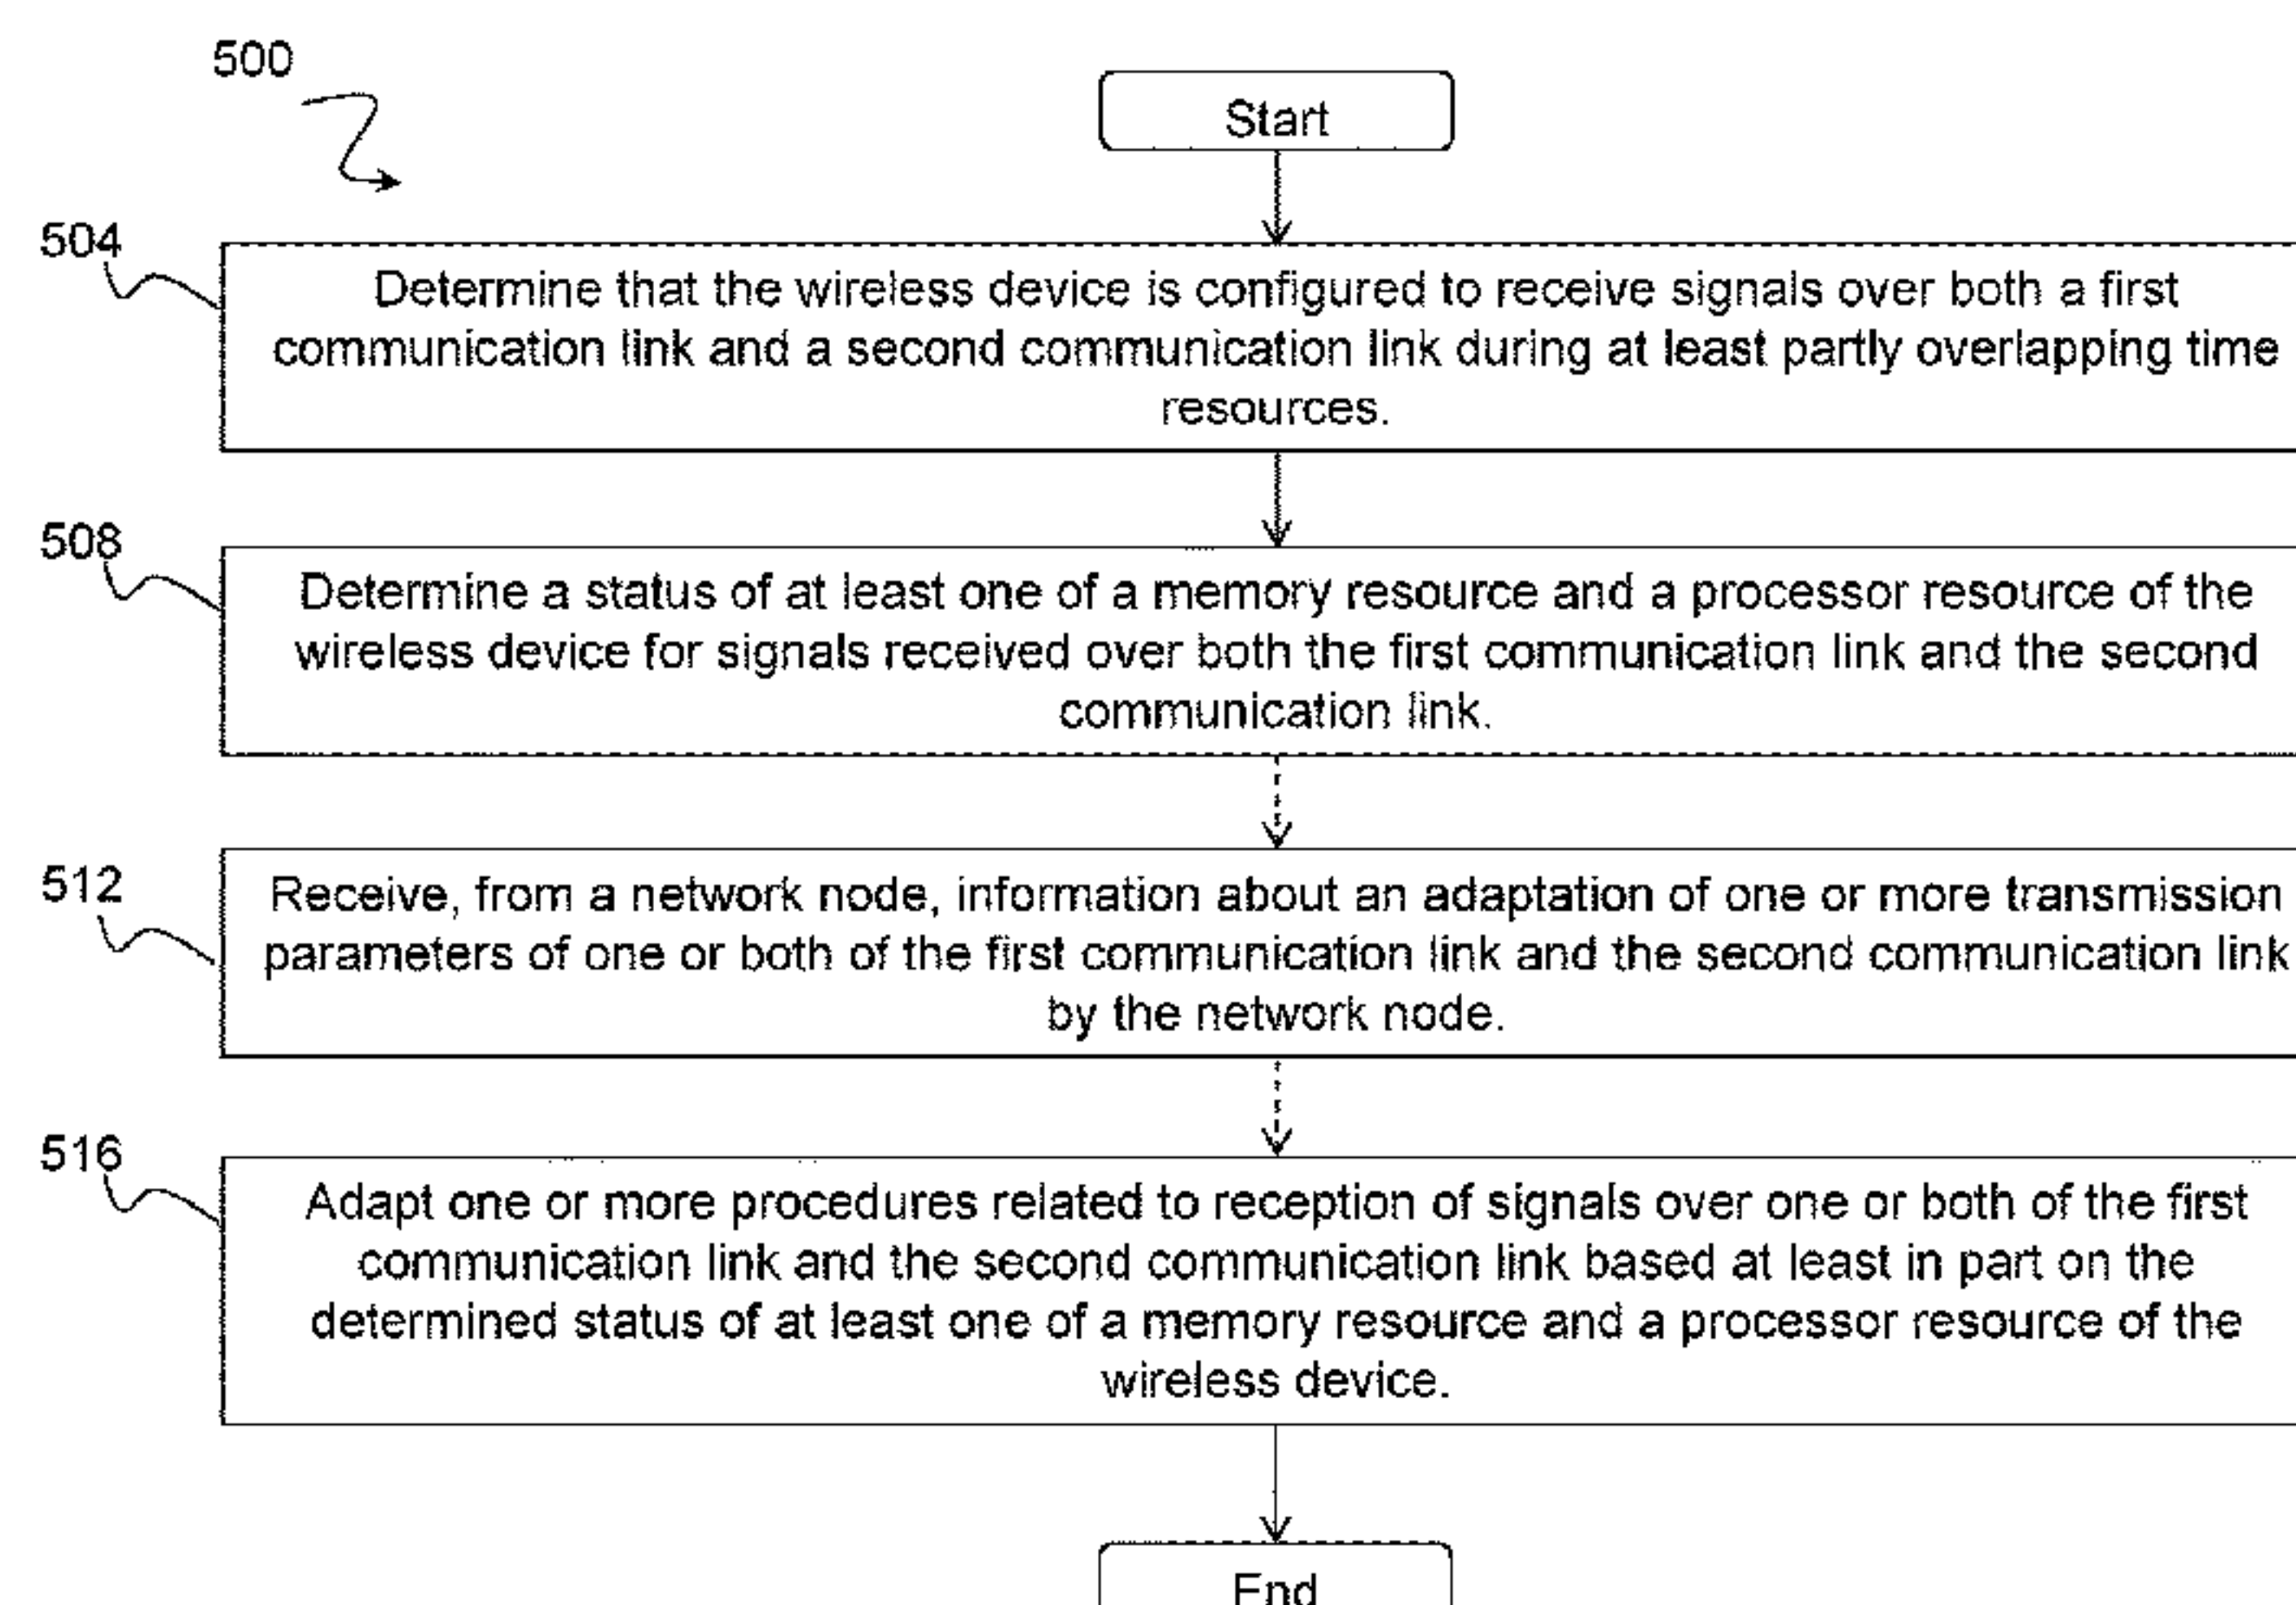 500
Start
504
Determine that the wireless device is configured to receive signals over both a first
communication link and a second communication link during at least partly overlapping time
resources.
508
Determine a status of at least one of a memory resource and a processor resource of the
wireless device for signals received over both the first communication link and the second
communication link.
512
Receive, from a network node, information about an adaptation of one or more transmission
parameters of one or both of the first communication link and the second communication link
by the network node.
516
Adapt one or more procedures related to reception of signals over one or both of the first
communication link and the second communication link based at least in part on the
determined status of at least one of a memory resource and a processor resource of the
wireless device.
End